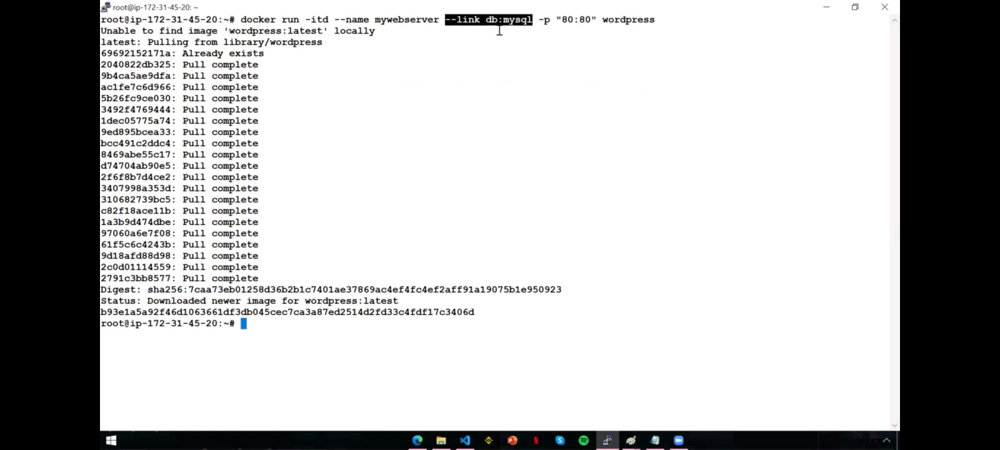 root@ip-172-31-45-20: ~
root@ip-172-31-45-20:~# docker run -itd --name mywebserver --link db:mysql -p "80:80" wordpress
Unable to find image 'wordpress:latest' locally
latest: Pulling from library/wordpress
69692152171a: Already exists
2040822db325: Pull complete
9b4ca5ae9dfa: Pull complete
ac1fe7c6d966: Pull complete
5b26fc9ce030: Pull complete
3492f4769444: Pull complete
1dec05775a74: Pull complete
9ed895bcea33: Pull complete
bcc491c2ddc4: Pull complete
8469abe55c17: Pull complete
d74704ab90e5: Pull complete
2f6f8b7d4ce2: Pull complete
3407998a353d: Pull complete
310682739bc5: Pull complete
c82f18ace11b: Pull complete
1a3b9d474dbe: Pull complete
97060a6e7f08: Pull complete
61f5c6c4243b: Pull complete
9d18afd88d98: Pull complete
2c0d01114559: Pull complete
2791c3bb8577: Pull complete
Digest: sha256:7caa73eb01258d36b2b1c7401ae37869ac4ef4fc4ef2aff91a19075b1e950923
Status: Downloaded newer image for wordpress:latest
b93e1a5a92f46d1063661df3db045cec7ca3a87ed2514d2fd33c4fdf17c3406d
root@ip-172-31-45-20:~#